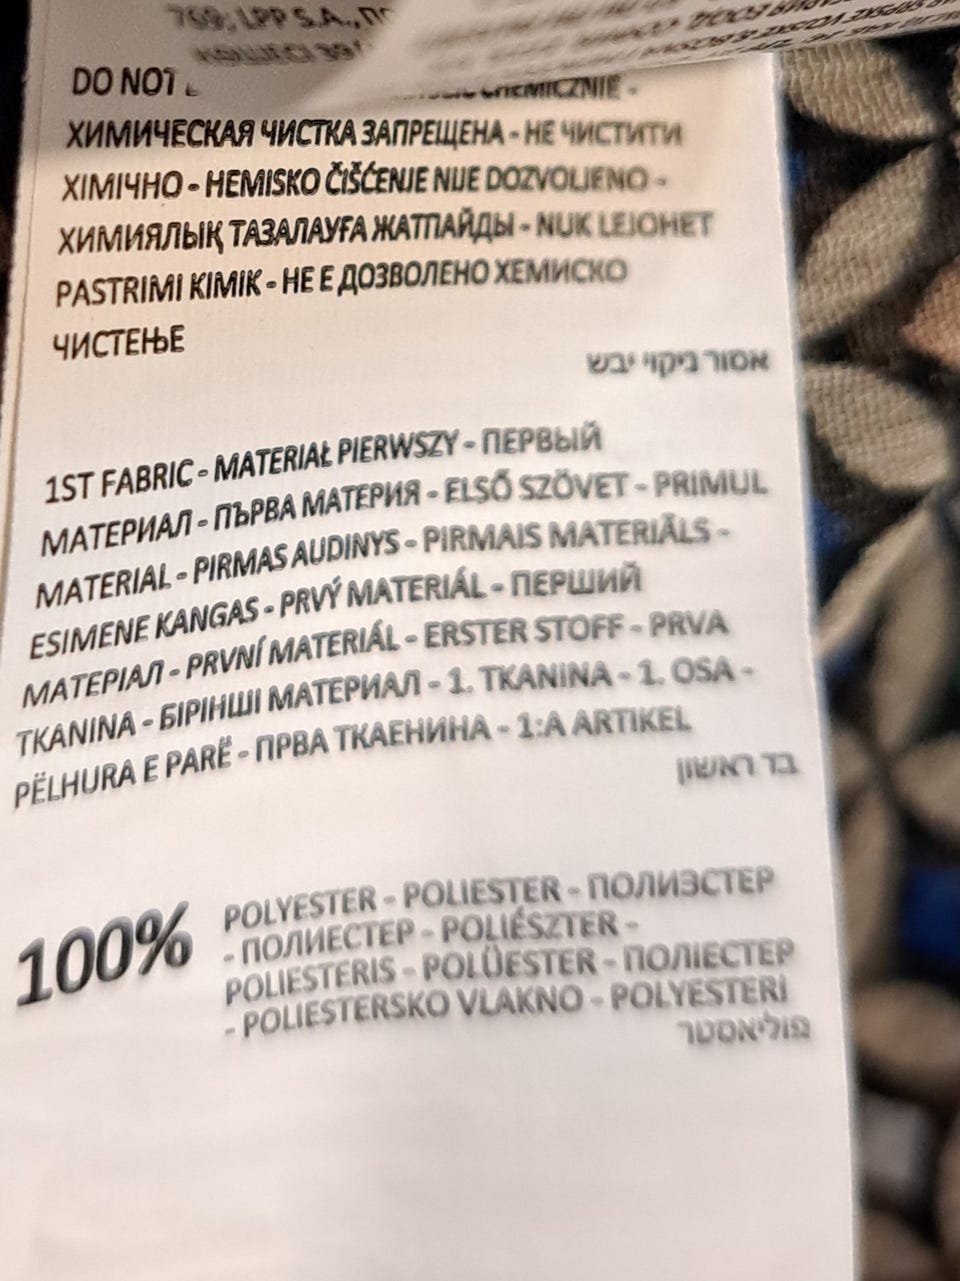 769, LPP S.A., ПО
DO NOT
CHEMICZNIE -
ХИМИЧЕСКАЯ ЧИСТКА ЗАПРЕЩЕНА - НЕ ЧИСТИТИ
ХІМІЧНО - HEMISKO ČIŠĆENJE NIJE DOZVOLJENO -
ХИМИЯЛЫҚ ТАЗАЛАУҒА ЖАТПАЙДЫ - NUK LEJOHET
PASTRIMI KIMIK - НЕ Е ДОЗВОЛЕНО ХЕМИСКО
ЧИСТЕЊЕ
אסור ניקוי יבש
1ST FABRIC - MATERIAŁ PIERWSZY - ПЕРВЫЙ
МАТЕРИАЛ - ПЪРВА МАТЕРИЯ - ELSŐ SZÖVET - PRIMUL
MATERIAL - PIRMAS AUDINYS - PIRMAIS MATERIĀLS -
ESIMENE KANGAS - PRVÝ MATERIÁL - ПЕРШИЙ
МАТЕРІАЛ - PRVNÍ MATERIÁL - ERSTER STOFF - PRVA
TKANINA - БІРІНШІ МАТЕРИАЛ - 1. TKANINA - 1. OSA -
PËLHURA E PARË - ПРВА ТКАЕНИНА - 1:A ARTIKEL
בד ראשון
100% POLYESTER - POLIESTER - ПОЛИЭСТЕР
- ПОЛИЕСТЕР - POLIÉSZTER -
POLIESTERIS - POLÜESTER - ПОЛІЕСТЕР
- POLIESTERSKO VLAKNO - POLYESTERI
פוליאסטר